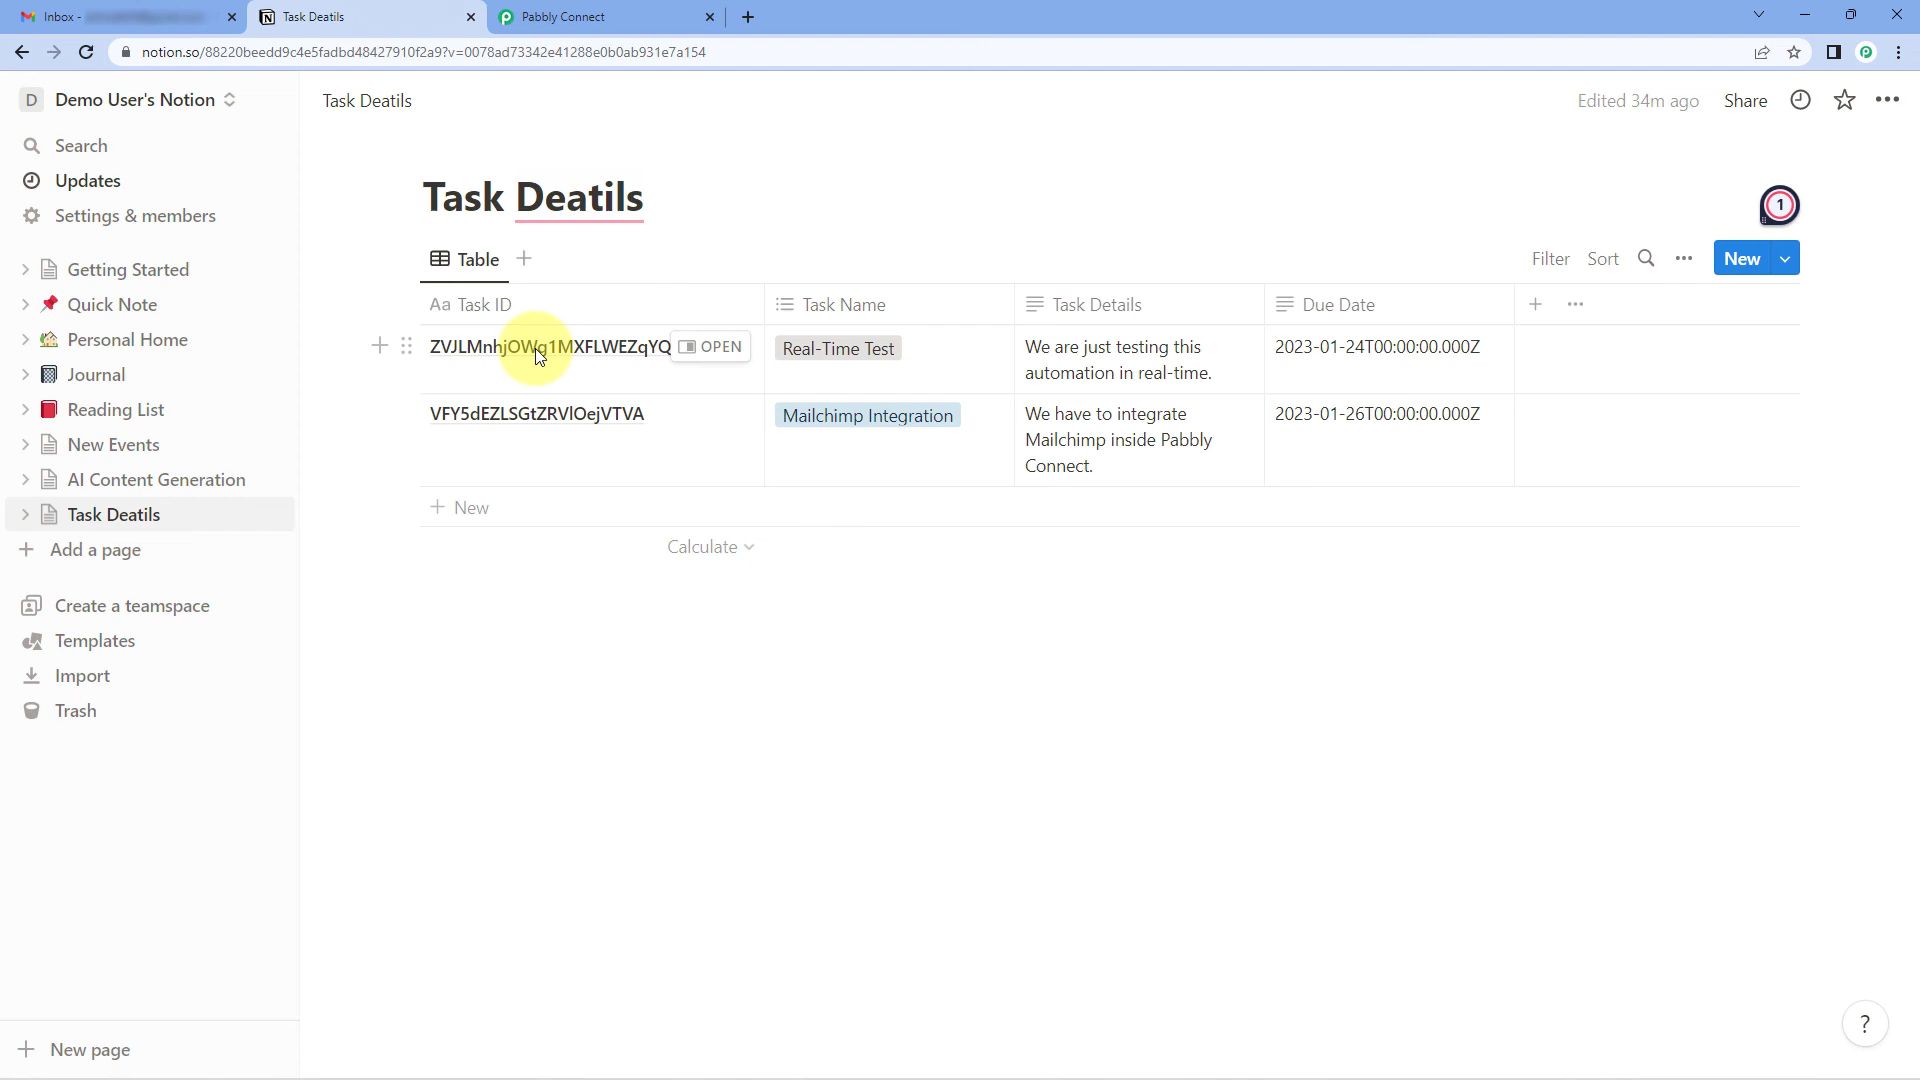 Inbox -
Task Deatils
Pabbly Connect
notion.so/88220beedd9c4e5fadbd48427910f2a9?v=0078ad73342e41288e0b0ab931e7a154
D Demo User's Notion
Task Deatils
Edited 34m ago Share
Search
Updates
Settings & members
Getting Started
Quick Note
Personal Home
Journal
Reading List
New Events
AI Content Generation
Task Deatils
Add a page
Create a teamspace
Templates
Import
Trash
New page
Task Deatils
1
Table
Filter Sort New
Aa Task ID Task Name Task Details Due Date
ZVJLMnhjOWg1MXFLWEZqYQ OPEN Real-Time Test We are just testing this 2023-01-24T00:00:00.000Z
automation in real-time.
VFY5dEZLSGtZRVlOejVTVA Mailchimp Integration We have to integrate 2023-01-26T00:00:00.000Z
Mailchimp inside Pabbly
Connect.
New
Calculate
?